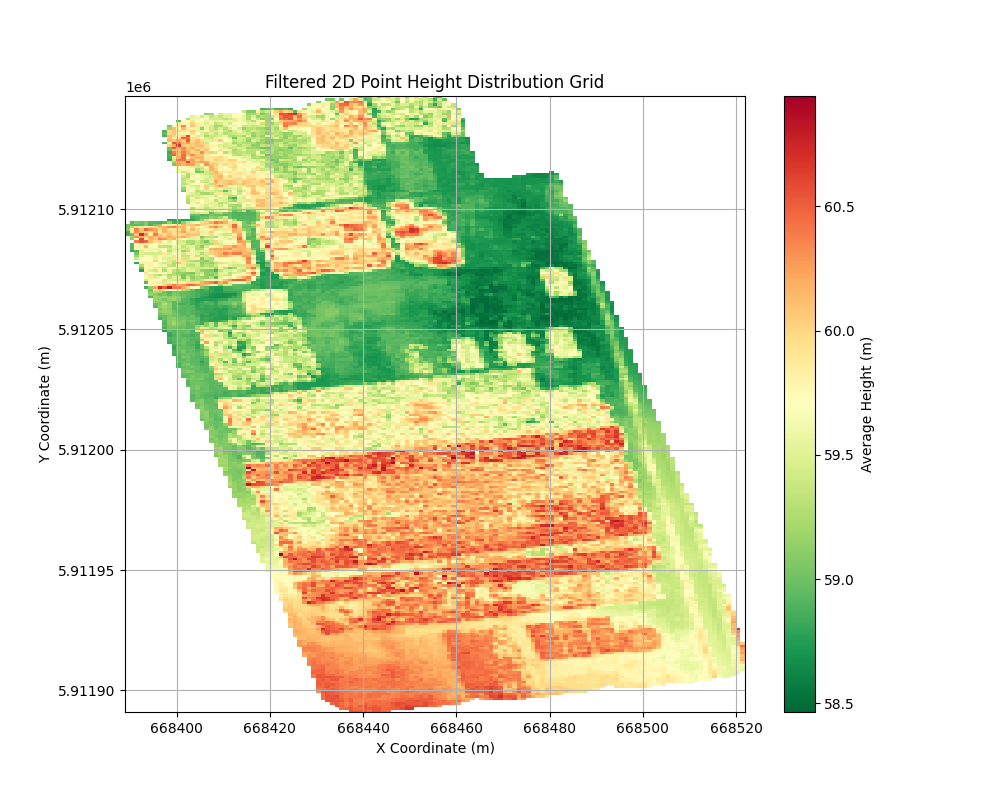 Filtered 2D Point Height Distribution Grid
1e6
5.91210
5.91205
5.91200
5.91195
5.91190
Y Coordinate (m)
668400 668420 668440 668460 668480 668500 668520
X Coordinate (m)
60.5
60.0
59.5
59.0
58.5
Average Height (m)